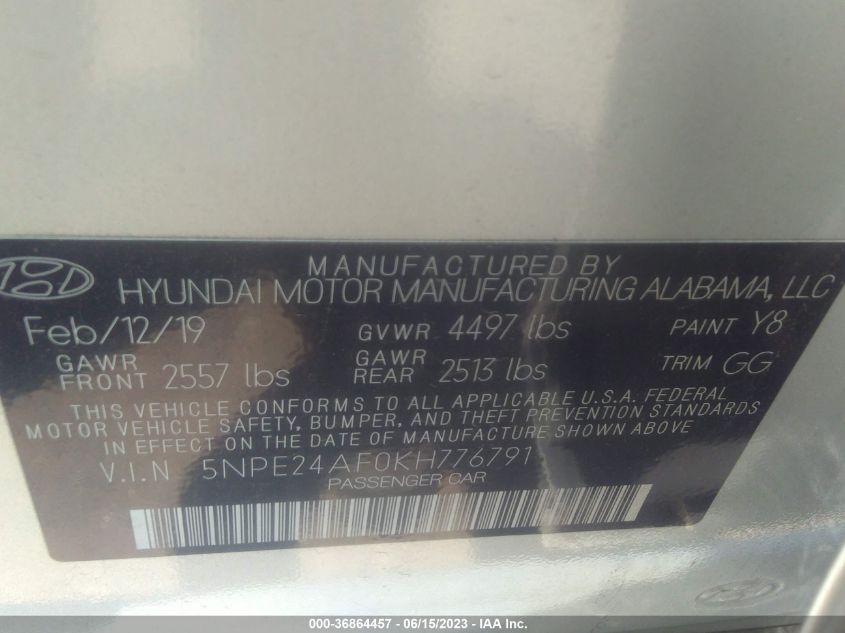 MANUFACTURED BY
HYUNDAI MOTOR MANUFACTURING ALABAMA, LLC
Feb/12/19 GVWR 4497 lbs PAINT Y8
GAWR FRONT 2557 lbs GAWR REAR 2513 lbs TRIM GG
THIS VEHICLE CONFORMS TO ALL APPLICABLE U.S.A. FEDERAL
MOTOR VEHICLE SAFETY, BUMPER, AND THEFT PREVENTION STANDARDS
IN EFFECT ON THE DATE OF MANUFACTURE SHOWN ABOVE
V.I.N 5NPE24AF0KH776791
PASSENGER CAR
000-36864457 - 06/15/2023 - IAA Inc.